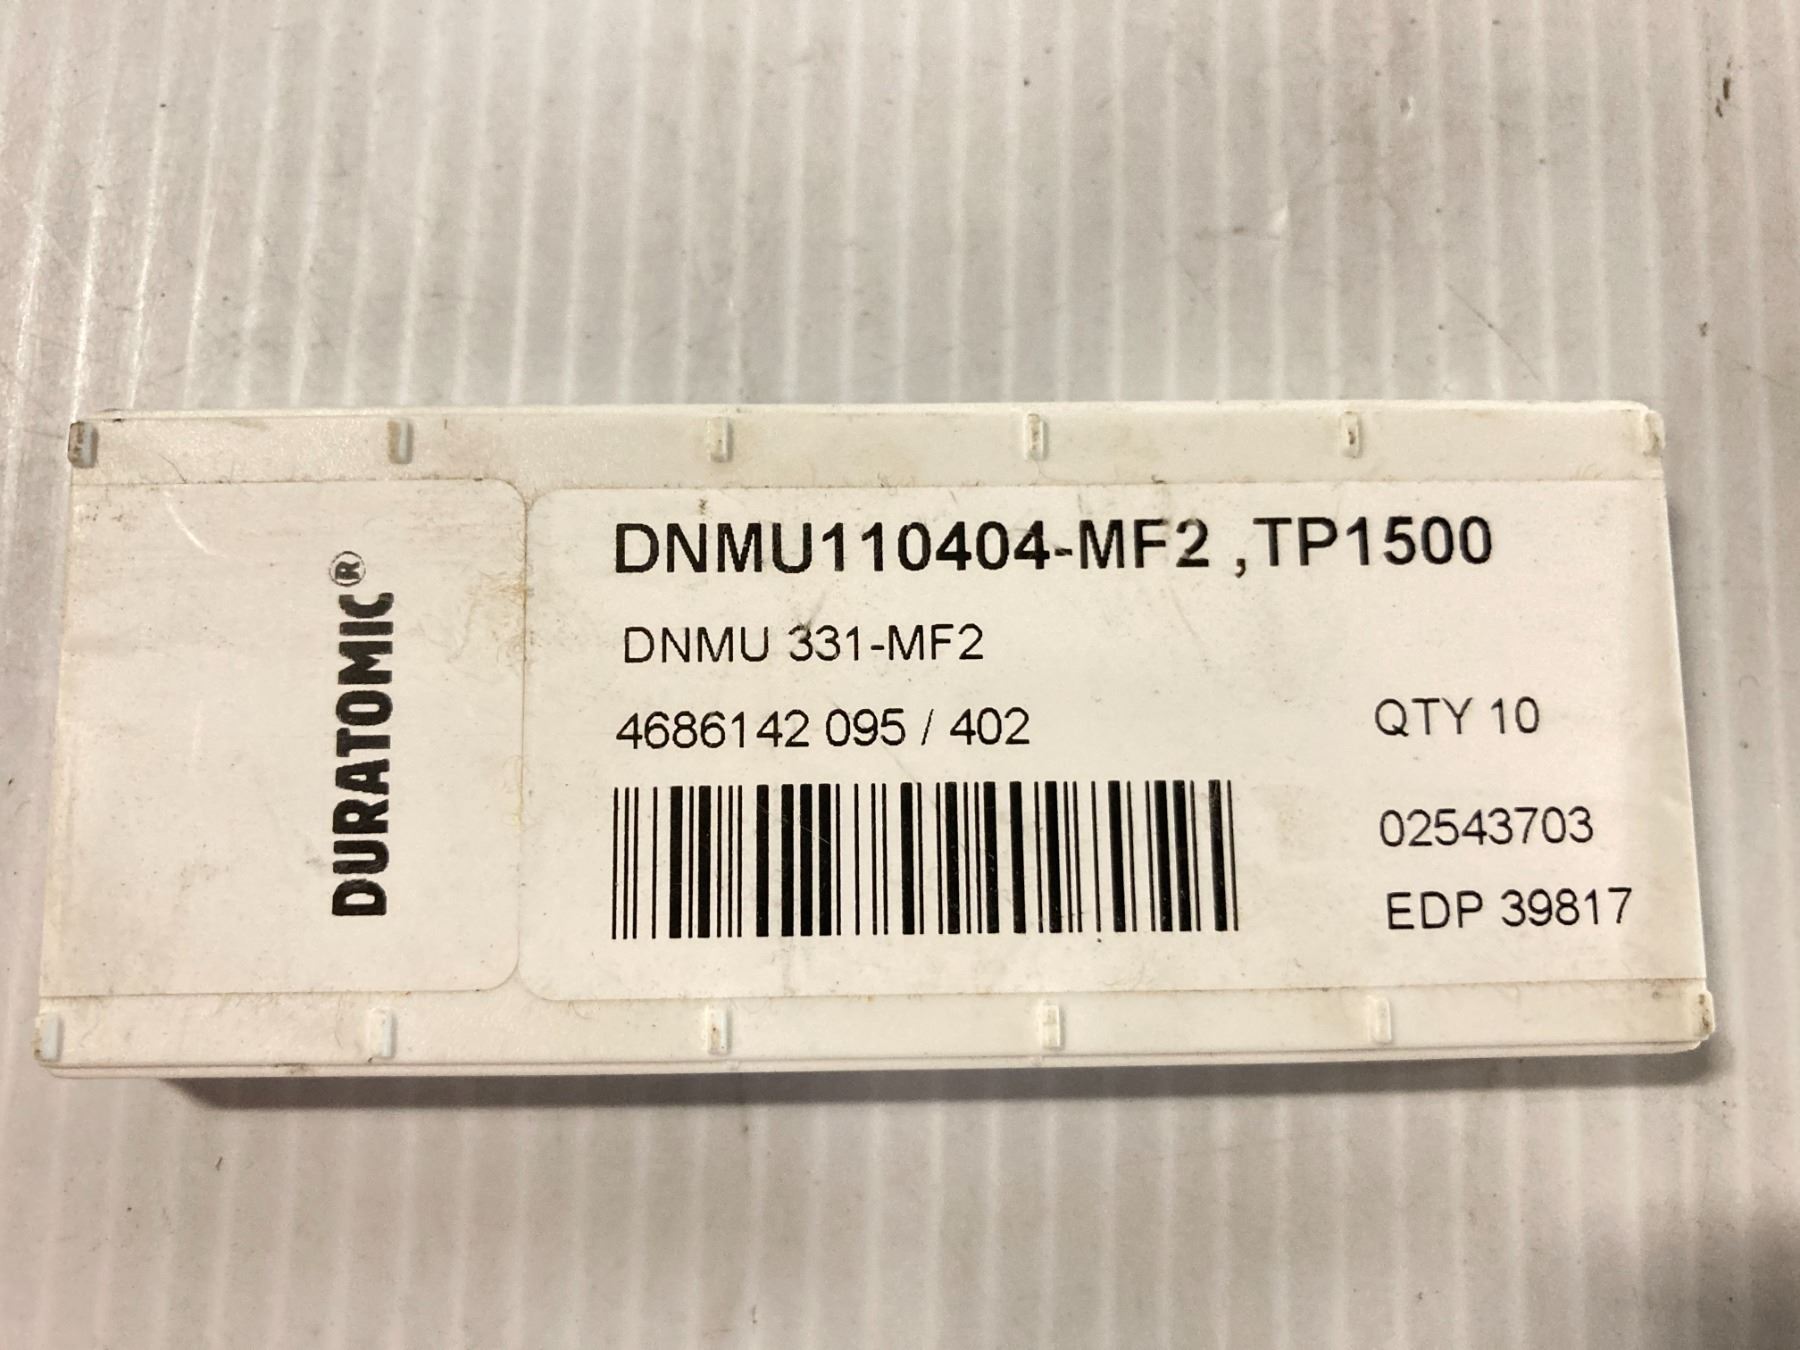 DURATOMIC®
DNMU110404-MF2 ,TP1500
DNMU 331-MF2
4686142 095 / 402
QTY 10
02543703
EDP 39817